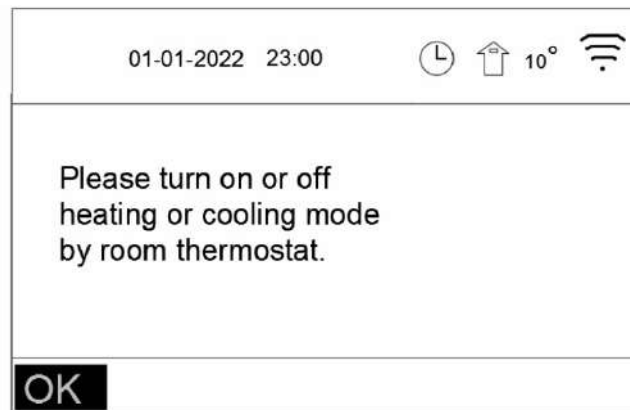 01-01-2022 23:00 10°
Please turn on or off
heating or cooling mode
by room thermostat.
OK